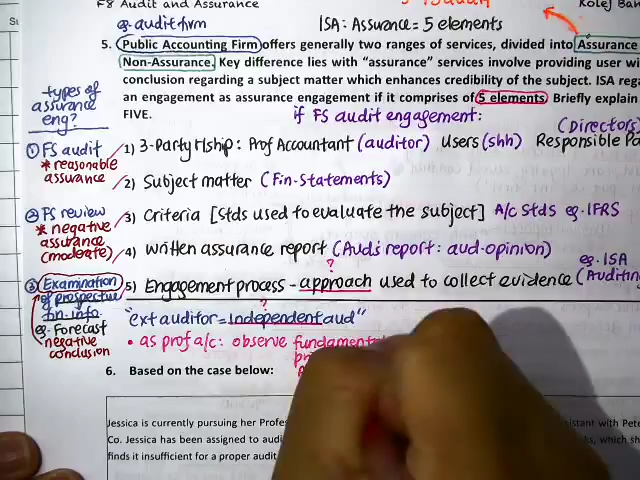 F8 Audit and Assurance
Kolej
eg. audit firm
ISA: Assurance = 5 elements
5. Public Accounting Firm offers generally two ranges of services, divided into Assurance
Non-Assurance. Key difference lies with "assurance" services involve providing user
conclusion regarding a subject matter which enhances credibility of the subject. ISA
an engagement as assurance engagement if it comprises of 5 elements Briefly explain
FIVE.
types of
assurance
eng?
if FS audit engagement:
(Directors)
① FS audit
* reasonable
assurance
1) 3-Party rship: Prof Accountant (auditor) Users (shh) Responsible
2) Subject matter (Fin-Statements)
② FS review
* negative
assurance
(moderate)
3) Criteria [Stds used to evaluate the subject] A/c Stds eg. IFRS
4) Written assurance report (Aud's report: aud-opinion)
?
eg. ISA
③ Examination
of prospective
fin-info
eg. Forecast
negative
conclusion
5) Engagement process - approach used to collect evidence (Auditing
?
"ext auditor = independent aud"
• as prof a/c: observe
6. Based on the case below:
Jessica is currently pursuing her
with
Co. Jessica has been assigned to
which
finds it insufficient for a proper audit